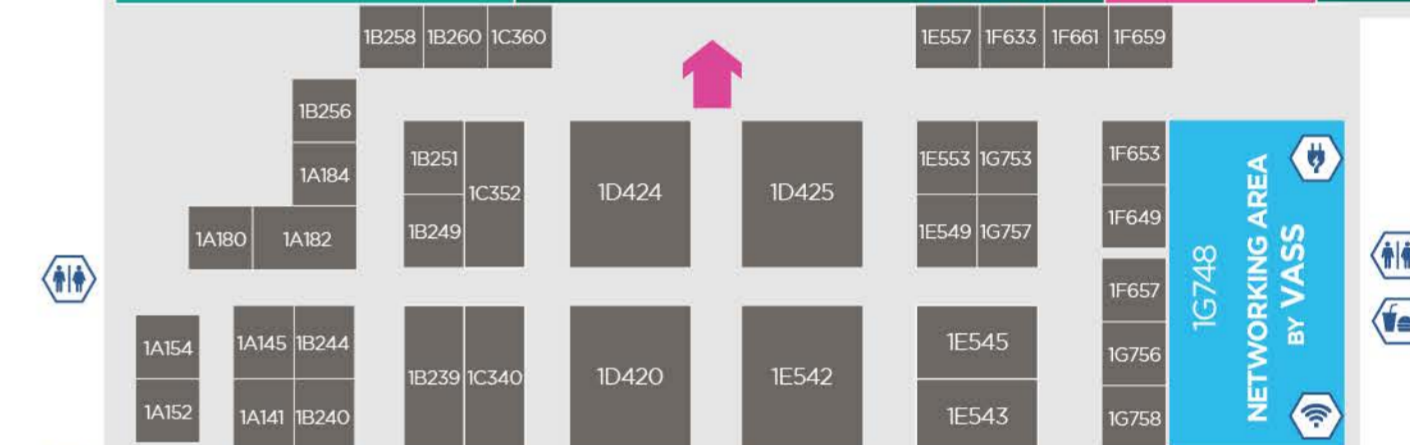 1B258 1B260 1C360 1E557 1F633 1F661 1F659
1B256
1A184
1A180 1A182
1B251 1C352
1B249
1D424
1D425
1E553 1G753
1E549 1G757
1F653
1F649
1F657
1G756
1G758
1G748
NETWORKING AREA
BY VASS
1A154
1A152
1A145 1B244
1A141 1B240
1B239 1C340
1D420
1E542
1E545
1E543